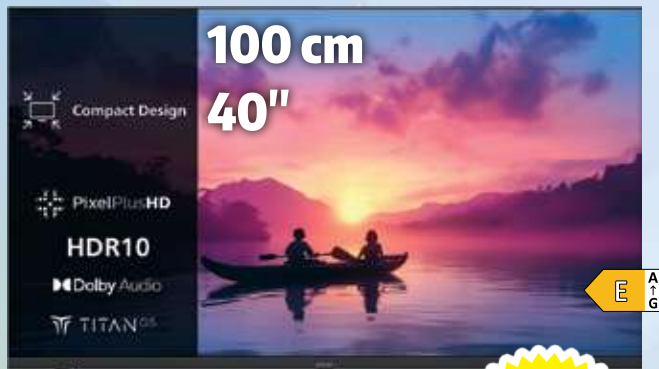 100 cm
40"
Compact Design
PixelPlusHD
HDR10
Dolby Audio
TITAN OS
E
A
↑
G